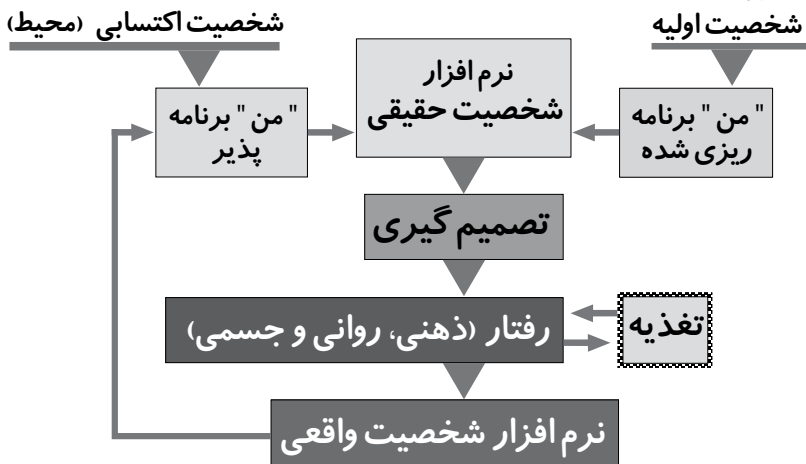 شخصیت اولیه
شخصیت اکتسابی (محیط)
"من" برنامه
ریزی شده
نرم افزار
شخصیت حقیقی
"من" برنامه
پذیر
تصمیم گیری
رفتار (ذهنی، روانی و جسمی)
تغذیه
نرم افزار شخصیت واقعی